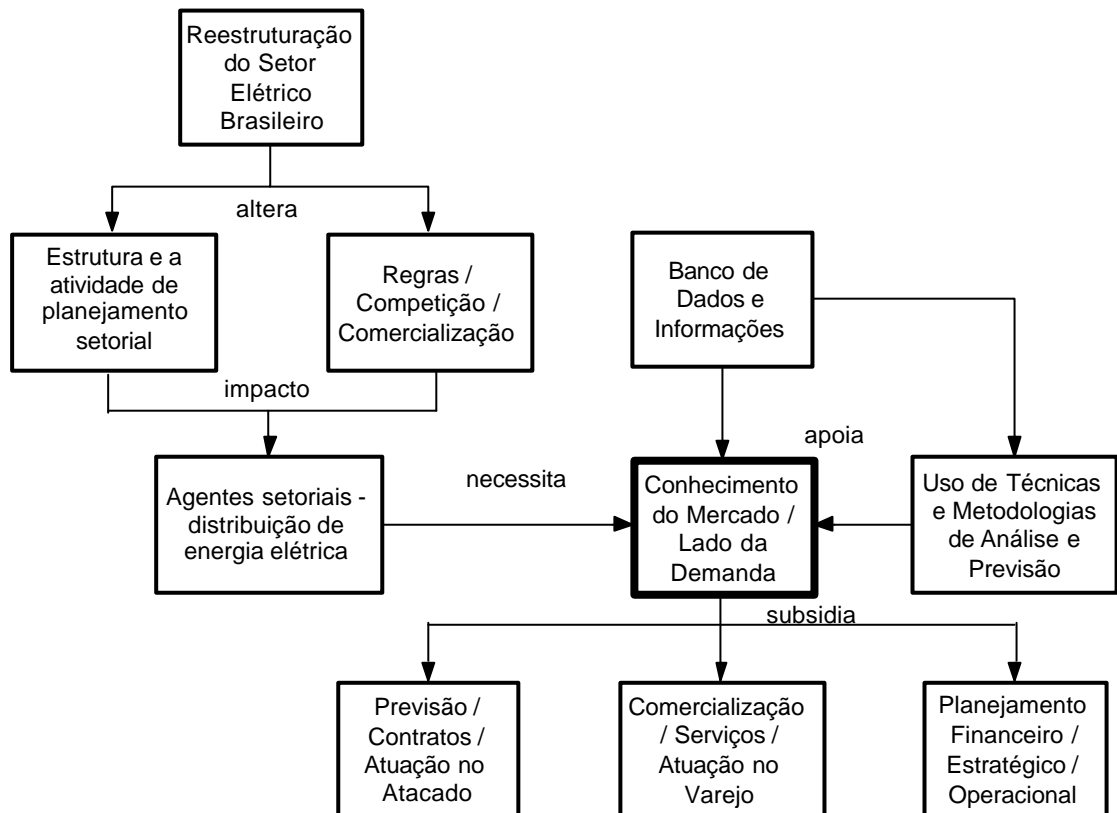 Reestruturação
do Setor
Elétrico
Brasileiro
altera
Estrutura e a
atividade de
planejamento
setorial
Regras /
Competição /
Comercialização
Banco de
Dados e
Informações
impacto
apoia
necessita
Agentes setoriais -
distribuição de
energia elétrica
Conhecimento
do Mercado /
Lado da
Demanda
Uso de Técnicas
e Metodologias
de Análise e
Previsão
subsidia
Previsão /
Contratos /
Atuação no
Atacado
Comercialização
/ Serviços /
Atuação no
Varejo
Planejamento
Financeiro /
Estratégico /
Operacional